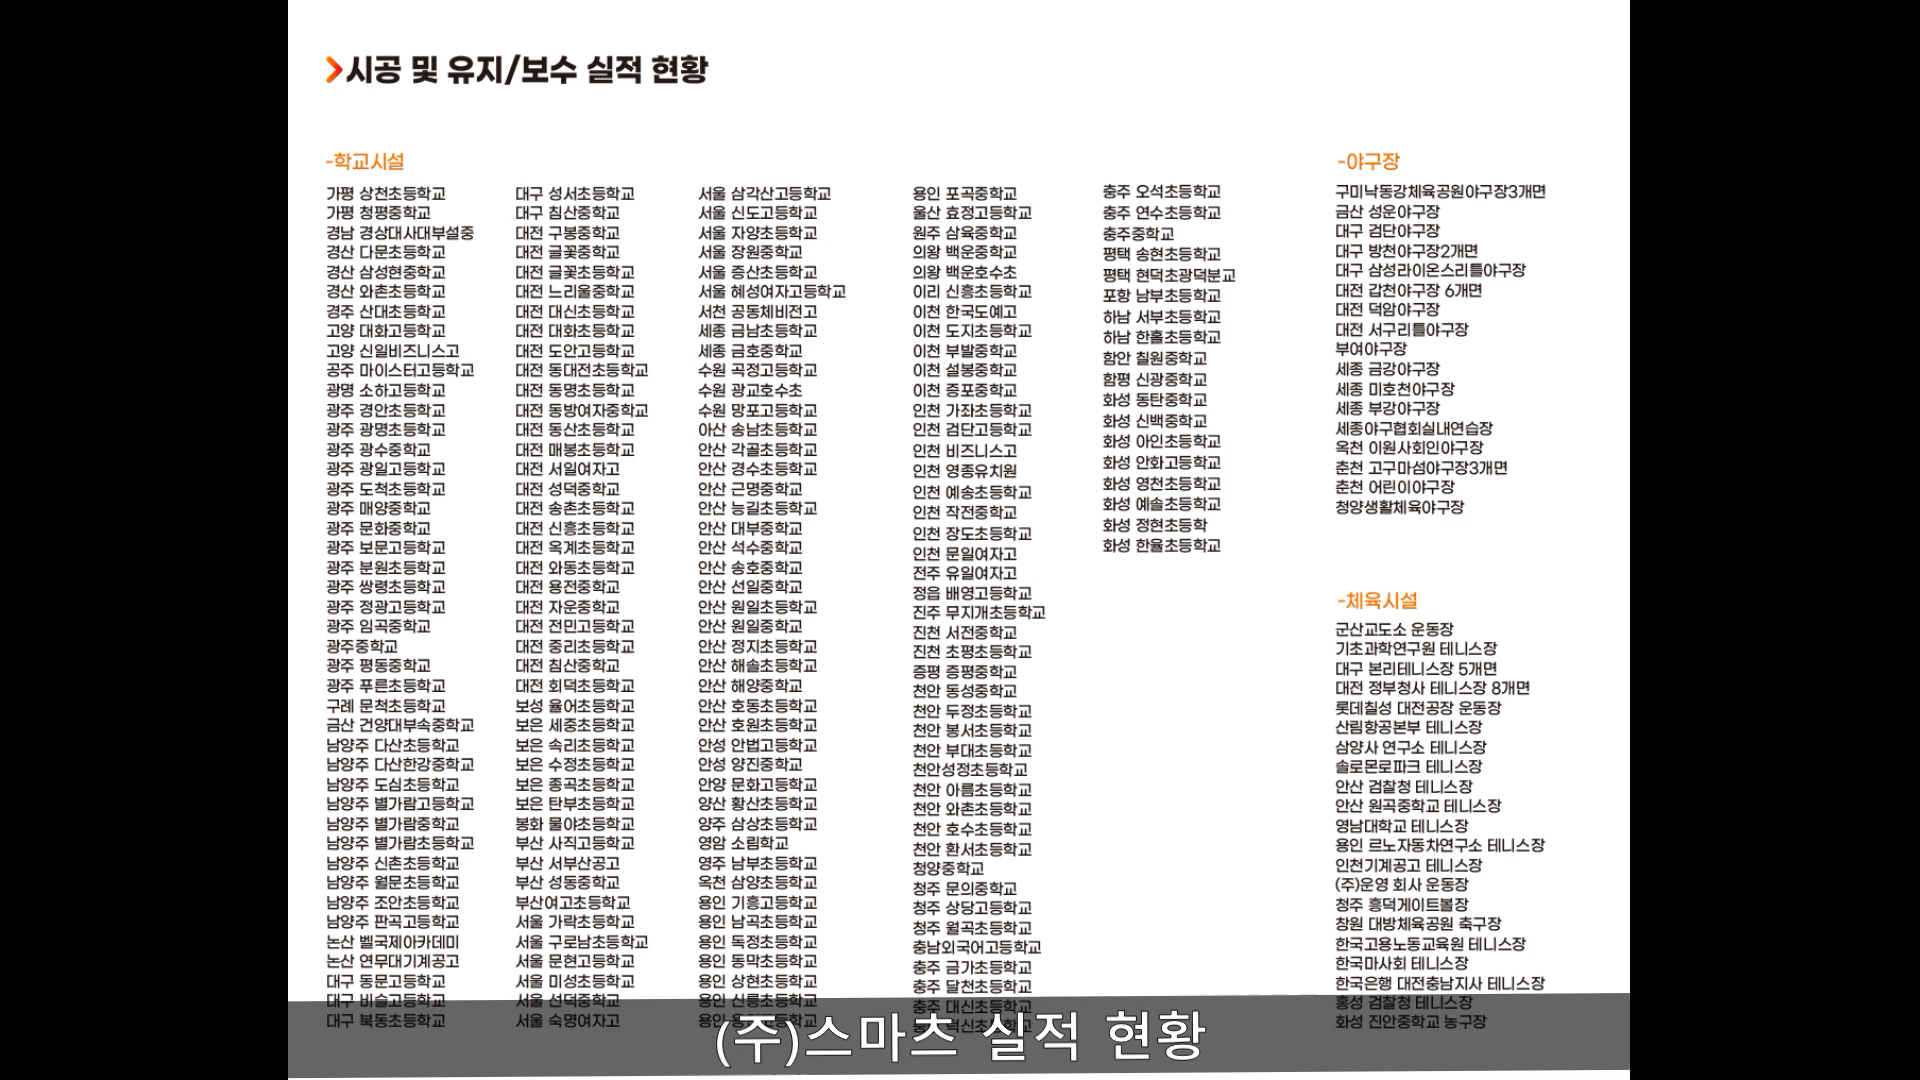 시공 및 유지/보수 실적 현황
-학교시설
가평 상천초등학교
가평 청평중학교
경남 경상대사대부설중
경산 다문초등학교
경산 삼성현중학교
경산 와촌초등학교
경주 산대초등학교
고양 대화고등학교
고양 신일비즈니스고
공주 마이스터고등학교
광명 소하고등학교
광주 경안초등학교
광주 광명초등학교
광주 광수중학교
광주 광일고등학교
광주 도척초등학교
광주 매양중학교
광주 문화중학교
광주 보문고등학교
광주 분원초등학교
광주 쌍령초등학교
광주 정광고등학교
광주 임곡중학교
광주중학교
광주 평동중학교
광주 푸른초등학교
구례 문척초등학교
금산 건양대부속중학교
남양주 다산초등학교
남양주 다산한강중학교
남양주 도심초등학교
남양주 별가람고등학교
남양주 별가람중학교
남양주 별가람초등학교
남양주 신촌초등학교
남양주 월문초등학교
남양주 조안초등학교
남양주 판곡고등학교
논산 벨국제아카데미
논산 연무대기계공고
대구 동문고등학교
대구 비슬고등학교
대구 북동초등학교
대구 성서초등학교
대구 침산중학교
대전 구봉중학교
대전 글꽃중학교
대전 글꽃초등학교
대전 느리울중학교
대전 대신초등학교
대전 대화초등학교
대전 도안고등학교
대전 동대전초등학교
대전 동명초등학교
대전 동방여자중학교
대전 동산초등학교
대전 매봉초등학교
대전 서일여자고
대전 성덕중학교
대전 송촌초등학교
대전 신흥초등학교
대전 옥계초등학교
대전 와동초등학교
대전 용전중학교
대전 자운중학교
대전 전민고등학교
대전 중리초등학교
대전 침산중학교
대전 회덕초등학교
보성 율어초등학교
보은 세중초등학교
보은 속리초등학교
보은 수정초등학교
보은 종곡초등학교
보은 탄부초등학교
봉화 물야초등학교
부산 사직고등학교
부산 서부산공고
부산 성동중학교
부산여고초등학교
서울 가락초등학교
서울 구로남초등학교
서울 문현고등학교
서울 미성초등학교
서울 선덕중학교
서울 숙명여자고
서울 삼각산고등학교
서울 신도고등학교
서울 자양초등학교
서울 장원중학교
서울 증산초등학교
서울 혜성여자고등학교
서천 공동체비전고
세종 금남초등학교
세종 금호중학교
수원 곡정고등학교
수원 광교호수초
수원 망포고등학교
아산 송남초등학교
안산 각골초등학교
안산 경수초등학교
안산 근명중학교
안산 능길초등학교
안산 대부중학교
안산 석수중학교
안산 송호중학교
안산 선일중학교
안산 원일초등학교
안산 원일중학교
안산 정지초등학교
안산 해솔초등학교
안산 해양중학교
안산 호동초등학교
안산 호원초등학교
안성 안법고등학교
안성 양진중학교
안양 문화고등학교
양산 황산초등학교
양주 삼상초등학교
영암 소림학교
영주 남부초등학교
옥천 삼양초등학교
용인 기흥고등학교
용인 남곡초등학교
용인 독정초등학교
용인 동막초등학교
용인 상현초등학교
용인 신릉초등학교
용인
용인 포곡중학교
울산 효정고등학교
원주 삼육중학교
의왕 백운중학교
의왕 백운호수초
이리 신흥초등학교
이천 한국도예고
이천 도지초등학교
이천 부발중학교
이천 설봉중학교
이천 증포중학교
인천 가좌초등학교
인천 검단고등학교
인천 비즈니스고
인천 영종유치원
인천 예송초등학교
인천 작전중학교
인천 장도초등학교
인천 문일여자고
전주 유일여자고
정읍 배영고등학교
진주 무지개초등학교
진천 서전중학교
진천 초평초등학교
증평 증평중학교
천안 동성중학교
천안 두정초등학교
천안 봉서초등학교
천안 부대초등학교
천안성정초등학교
천안 아름초등학교
천안 와촌초등학교
천안 호수초등학교
천안 환서초등학교
청양중학교
청주 문의중학교
청주 상당고등학교
청주 월곡초등학교
충남외국어고등학교
충주 금가초등학교
충주 달천초등학교
충주 대신초등학교
충주 오석초등학교
충주 연수초등학교
충주중학교
평택 송현초등학교
평택 현덕초광덕분교
포항 남부초등학교
하남 서부초등학교
하남 한홀초등학교
함안 칠원중학교
함평 신광중학교
화성 동탄중학교
화성 신백중학교
화성 아인초등학교
화성 안화고등학교
화성 영천초등학교
화성 예솔초등학교
화성 정현초등학
화성 한율초등학교
-야구장
구미낙동강체육공원야구장3개면
금산 성운야구장
대구 검단야구장
대구 방천야구장2개면
대구 삼성라이온스리틀야구장
대전 갑천야구장 6개면
대전 덕암야구장
대전 서구리틀야구장
부여야구장
세종 금강야구장
세종 미호천야구장
세종 부강야구장
세종야구협회실내연습장
옥천 이원사회인야구장
춘천 고구마섬야구장3개면
춘천 어린이야구장
청양생활체육야구장
-체육시설
군산교도소 운동장
기초과학연구원 테니스장
대구 본리테니스장 5개면
대전 정부청사 테니스장 8개면
롯데칠성 대전공장 운동장
산림항공본부 테니스장
삼양사 연구소 테니스장
솔로몬로파크 테니스장
안산 검찰청 테니스장
안산 원곡중학교 테니스장
영남대학교 테니스장
용인 르노자동차연구소 테니스장
인천기계공고 테니스장
(주)운영 회사 운동장
청주 흥덕게이트볼장
창원 대방체육공원 축구장
한국고용노동교육원 테니스장
한국마사회 테니스장
한국은행 대전충남지사 테니스장
홍성 검찰청 테니스장
화성 진안중학교 농구장
(주)스마츠 실적 현황